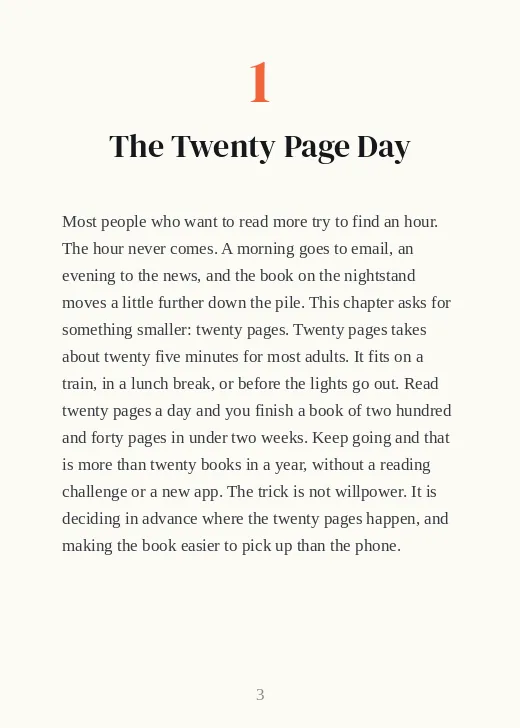 1
The Twenty Page Day
Most people who want to read more try to find an hour.
The hour never comes. A morning goes to email, an
evening to the news, and the book on the nightstand
moves a little further down the pile. This chapter asks for
something smaller: twenty pages. Twenty pages takes
about twenty five minutes for most adults. It fits on a
train, in a lunch break, or before the lights go out. Read
twenty pages a day and you finish a book of two hundred
and forty pages in under two weeks. Keep going and that
is more than twenty books in a year, without a reading
challenge or a new app. The trick is not willpower. It is
deciding in advance where the twenty pages happen, and
making the book easier to pick up than the phone.
3